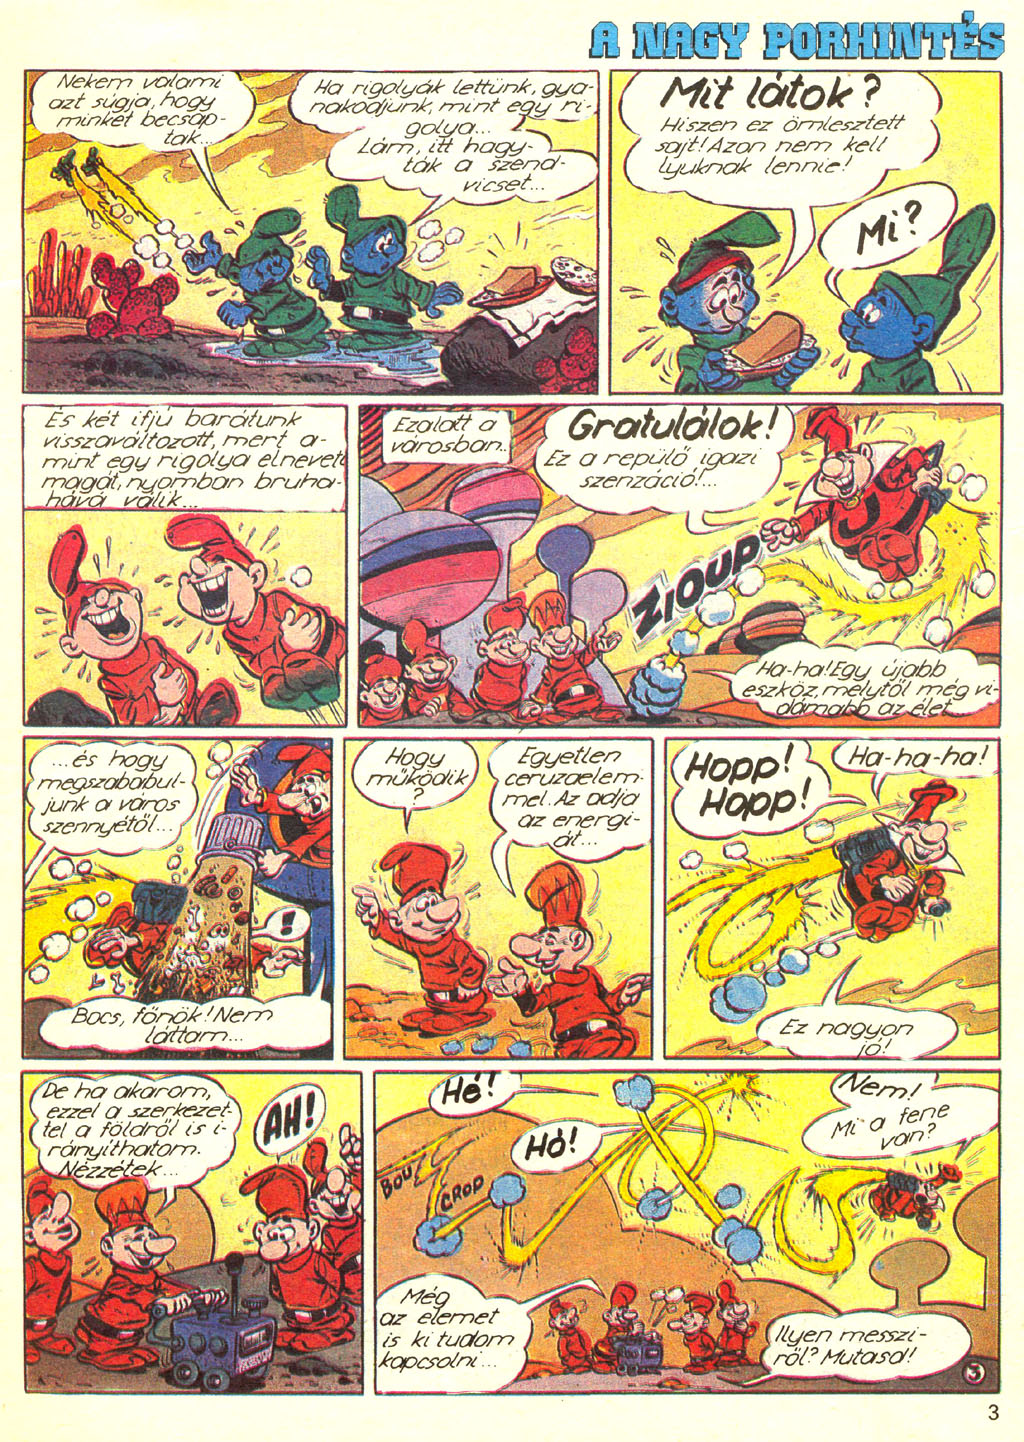 A NAGY PORHINTÉS
Nekem valami
azt súgja, hogy
minket becsap-
tak...
Ha rigolyák lettünk, gya-
nakodjunk, mint egy ri-
golya...
Lám, itt hagy-
ták a szend-
vicset...
Mit látok?
Hiszen ez ömlesztett
sajt! Azon nem kell
lyuknak lennie!
Mi?
És két ifjú barátunk
visszaváltozott, mert a-
mint egy rigolya elneveti
magát, nyomban bruha-
hává válik...
Ezalatt a
városban...
Gratulálok!
Ez a repülő igazi
szenzáció!...
ZIOUP
Ha-ha! Egy újabb
eszköz, melytől még vi-
dámabb az élet
...és hogy
megszabadul-
junk a város
szennyétől...
!
Bocs, főnök! Nem
láttam...
Hogy
működik
?
Egyetlen
ceruzaelem-
mel. Az adja
az energi-
át...
Hopp!
Hopp!
Ha-ha-ha!
Ez nagyon
jó!
De ha akarom,
ezzel a szerkezet-
tel a földről is i-
rányíthatom.
Nézzétek...
AH!
Hé!
Hó!
Nem!
Mi a fene
van?
BOU
CROP
Még
az elemet
is ki tudom
kapcsolni...
Ilyen messzi-
ről? Mutasd!
3
3